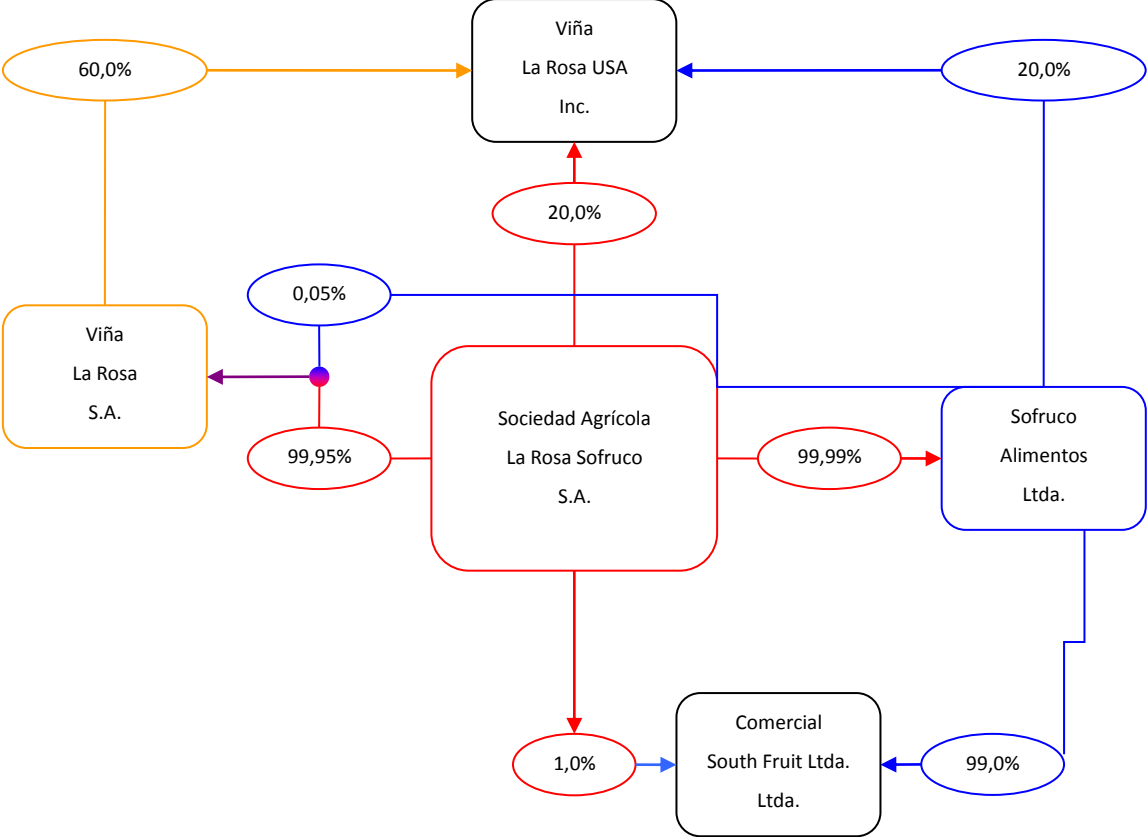 Viña
La Rosa USA
Inc.
60,0%
20,0%
20,0%
0,05%
Viña
La Rosa
S.A.
99,95%
Sociedad Agrícola
La Rosa Sofruco
S.A.
99,99%
Sofruco
Alimentos
Ltda.
1,0%
Comercial
South Fruit Ltda.
Ltda.
99,0%